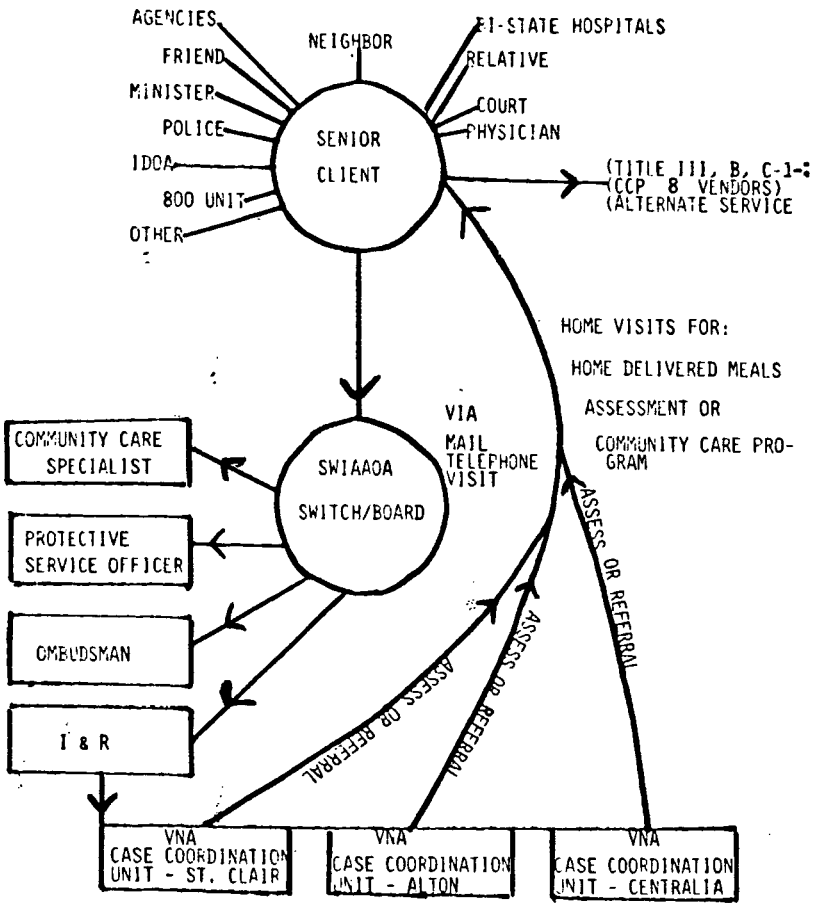 AGENCIES
FRIEND
MINISTER
POLICE
IDOA
800 UNIT
OTHER
NEIGHBOR
BI-STATE HOSPITALS
RELATIVE
COURT
PHYSICIAN
SENIOR
CLIENT
(TITLE III, B, C-1-
(CCP 8 VENDORS)
(ALTERNATE SERVICE
HOME VISITS FOR:
HOME DELIVERED MEALS
ASSESSMENT OR
COMMUNITY CARE PRO-
GRAM
VIA
MAIL
TELEPHONE
VISIT
SWIAAOA
SWITCH/BOARD
COMMUNITY CARE
SPECIALIST
PROTECTIVE
SERVICE OFFICER
OMBUDSMAN
I & R
ASSESS OR REFERRAL
ASSESS OR REFERRAL
ASSESS OR REFERRAL
VNA
CASE COORDINATION
UNIT - ST. CLAIR
VNA
CASE COORDINATION
UNIT - ALTON
VNA
CASE COORDINATION
UNIT - CENTRALIA